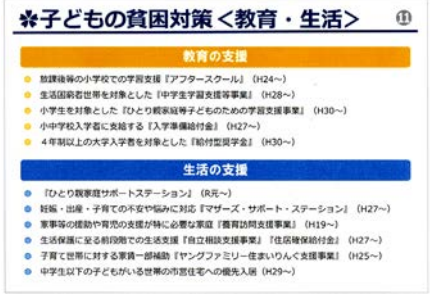 ✽子どもの貧困対策＜教育・生活＞ ⑪
教育の支援
放課後等の小学校での学習支援『アフタースクール』（H24～）
生活困窮者世帯を対象とした『中学生学習支援等事業』（H28～）
小学生を対象とした『ひとり親家庭等子どものための学習支援事業』（H30～）
小中学校入学者に支給する『入学準備給付金』（H27～）
４年制以上の大学入学者を対象とした『給付型奨学金』（H30～）
生活の支援
『ひとり親家庭サポートステーション』（R元～）
妊娠・出産・子育ての不安や悩みに対応『マザーズ・サポート・ステーション』（H27～）
家事等の援助や育児の支援が特に必要な家庭『養育訪問支援事業』（H19～）
生活保護に至る前段階での生活支援『自立相談支援事業』『住居確保給付金』（H27～）
子育て世帯に対する家賃一部補助『ヤングファミリー住まいりんぐ支援事業』（H25～）
中学生以下の子どもがいる世帯の市営住宅への優先入居（H29～）